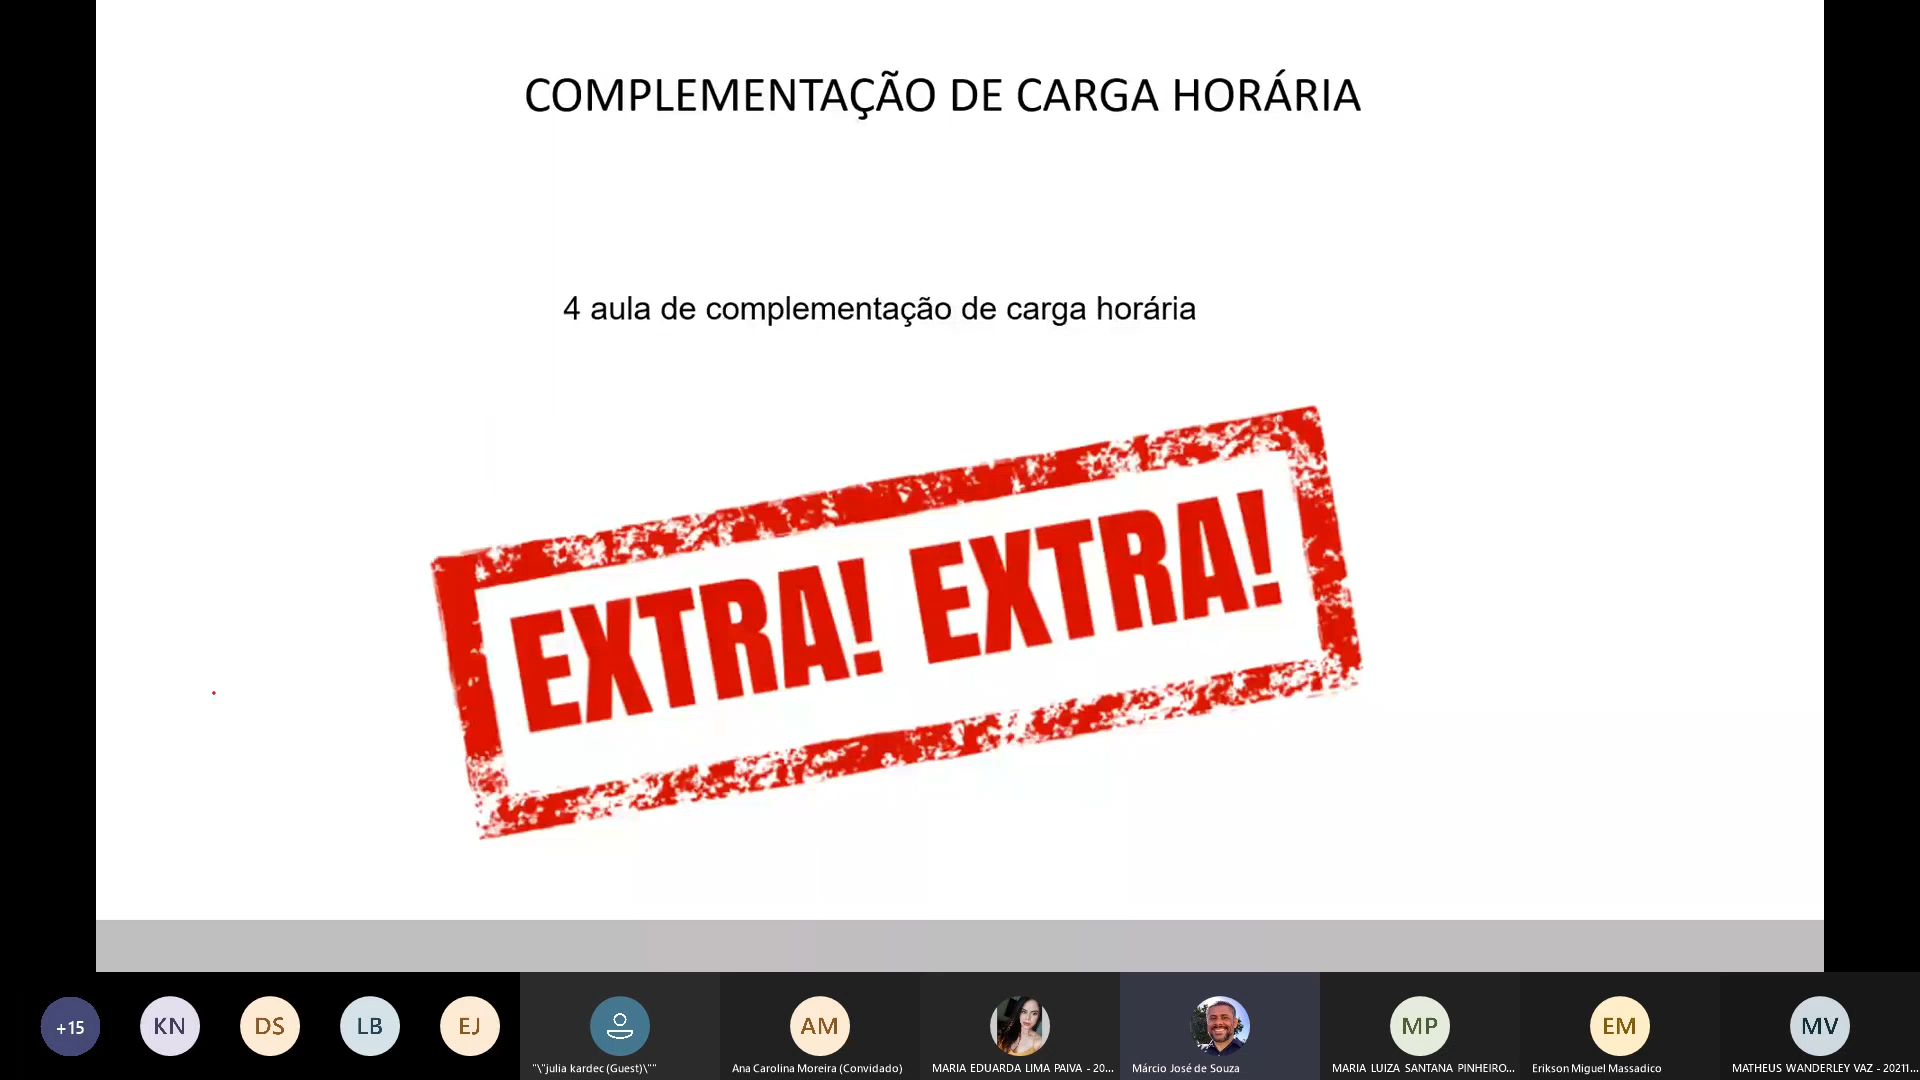 COMPLEMENTAÇÃO DE CARGA HORÁRIA
4 aula de complementação de carga horária
EXTRA! EXTRA!
+15
KN
DS
LB
EJ
"\"julia kardec (Guest)\""
AM
Ana Carolina Moreira (Convidado)
MARIA EDUARDA LIMA PAIVA - 20...
Márcio José de Souza
MP
MARIA LUIZA SANTANA PINHEIRO...
EM
Erikson Miguel Massadico
MV
MATHEUS WANDERLEY VAZ - 20211...